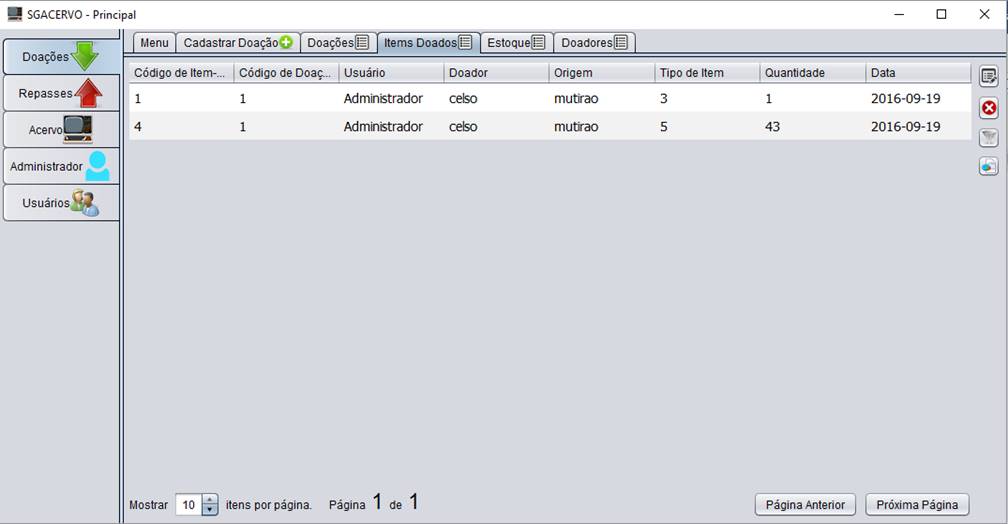 SGACERVO - Principal
Doações
Repasses
Acervo
Administrador
Usuários
Menu Cadastrar Doação Doações Items Doados Estoque Doadores
Código de Item-... Código de Doaç... Usuário Doador Origem Tipo de Item Quantidade Data
1 1 Administrador celso mutirao 3 1 2016-09-19
4 1 Administrador celso mutirao 5 43 2016-09-19
Mostrar 10 itens por página. Página 1 de 1 Página Anterior Próxima Página